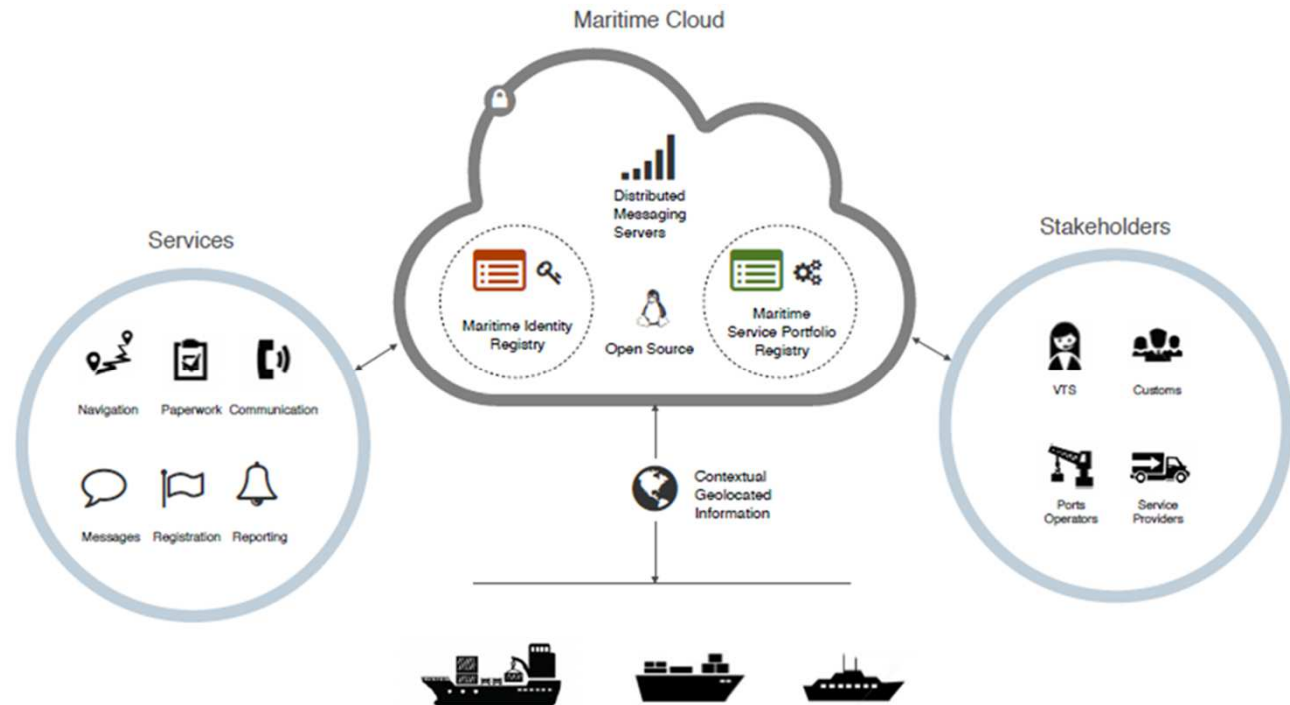 Maritime Cloud
Distributed
Messaging
Servers
Services
Stakeholders
Maritime Identity
Registry
Open Source
Maritime
Service Portfolio
Registry
Navigation
Paperwork
Communication
VTS
Customs
Contextual
Geolocated
Information
Messages
Registration
Reporting
Ports
Operators
Service
Providers